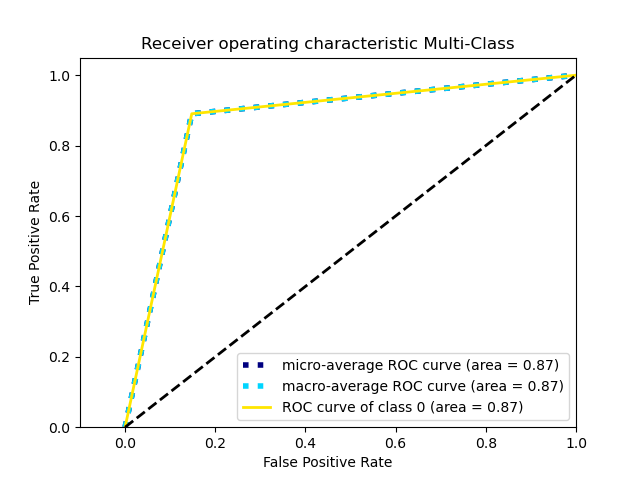 Receiver operating characteristic Multi-Class
True Positive Rate
1.0
0.8
0.6
0.4
0.2
0.0
micro-average ROC curve (area = 0.87)
macro-average ROC curve (area = 0.87)
ROC curve of class 0 (area = 0.87)
0.0 0.2 0.4 0.6 0.8 1.0
False Positive Rate